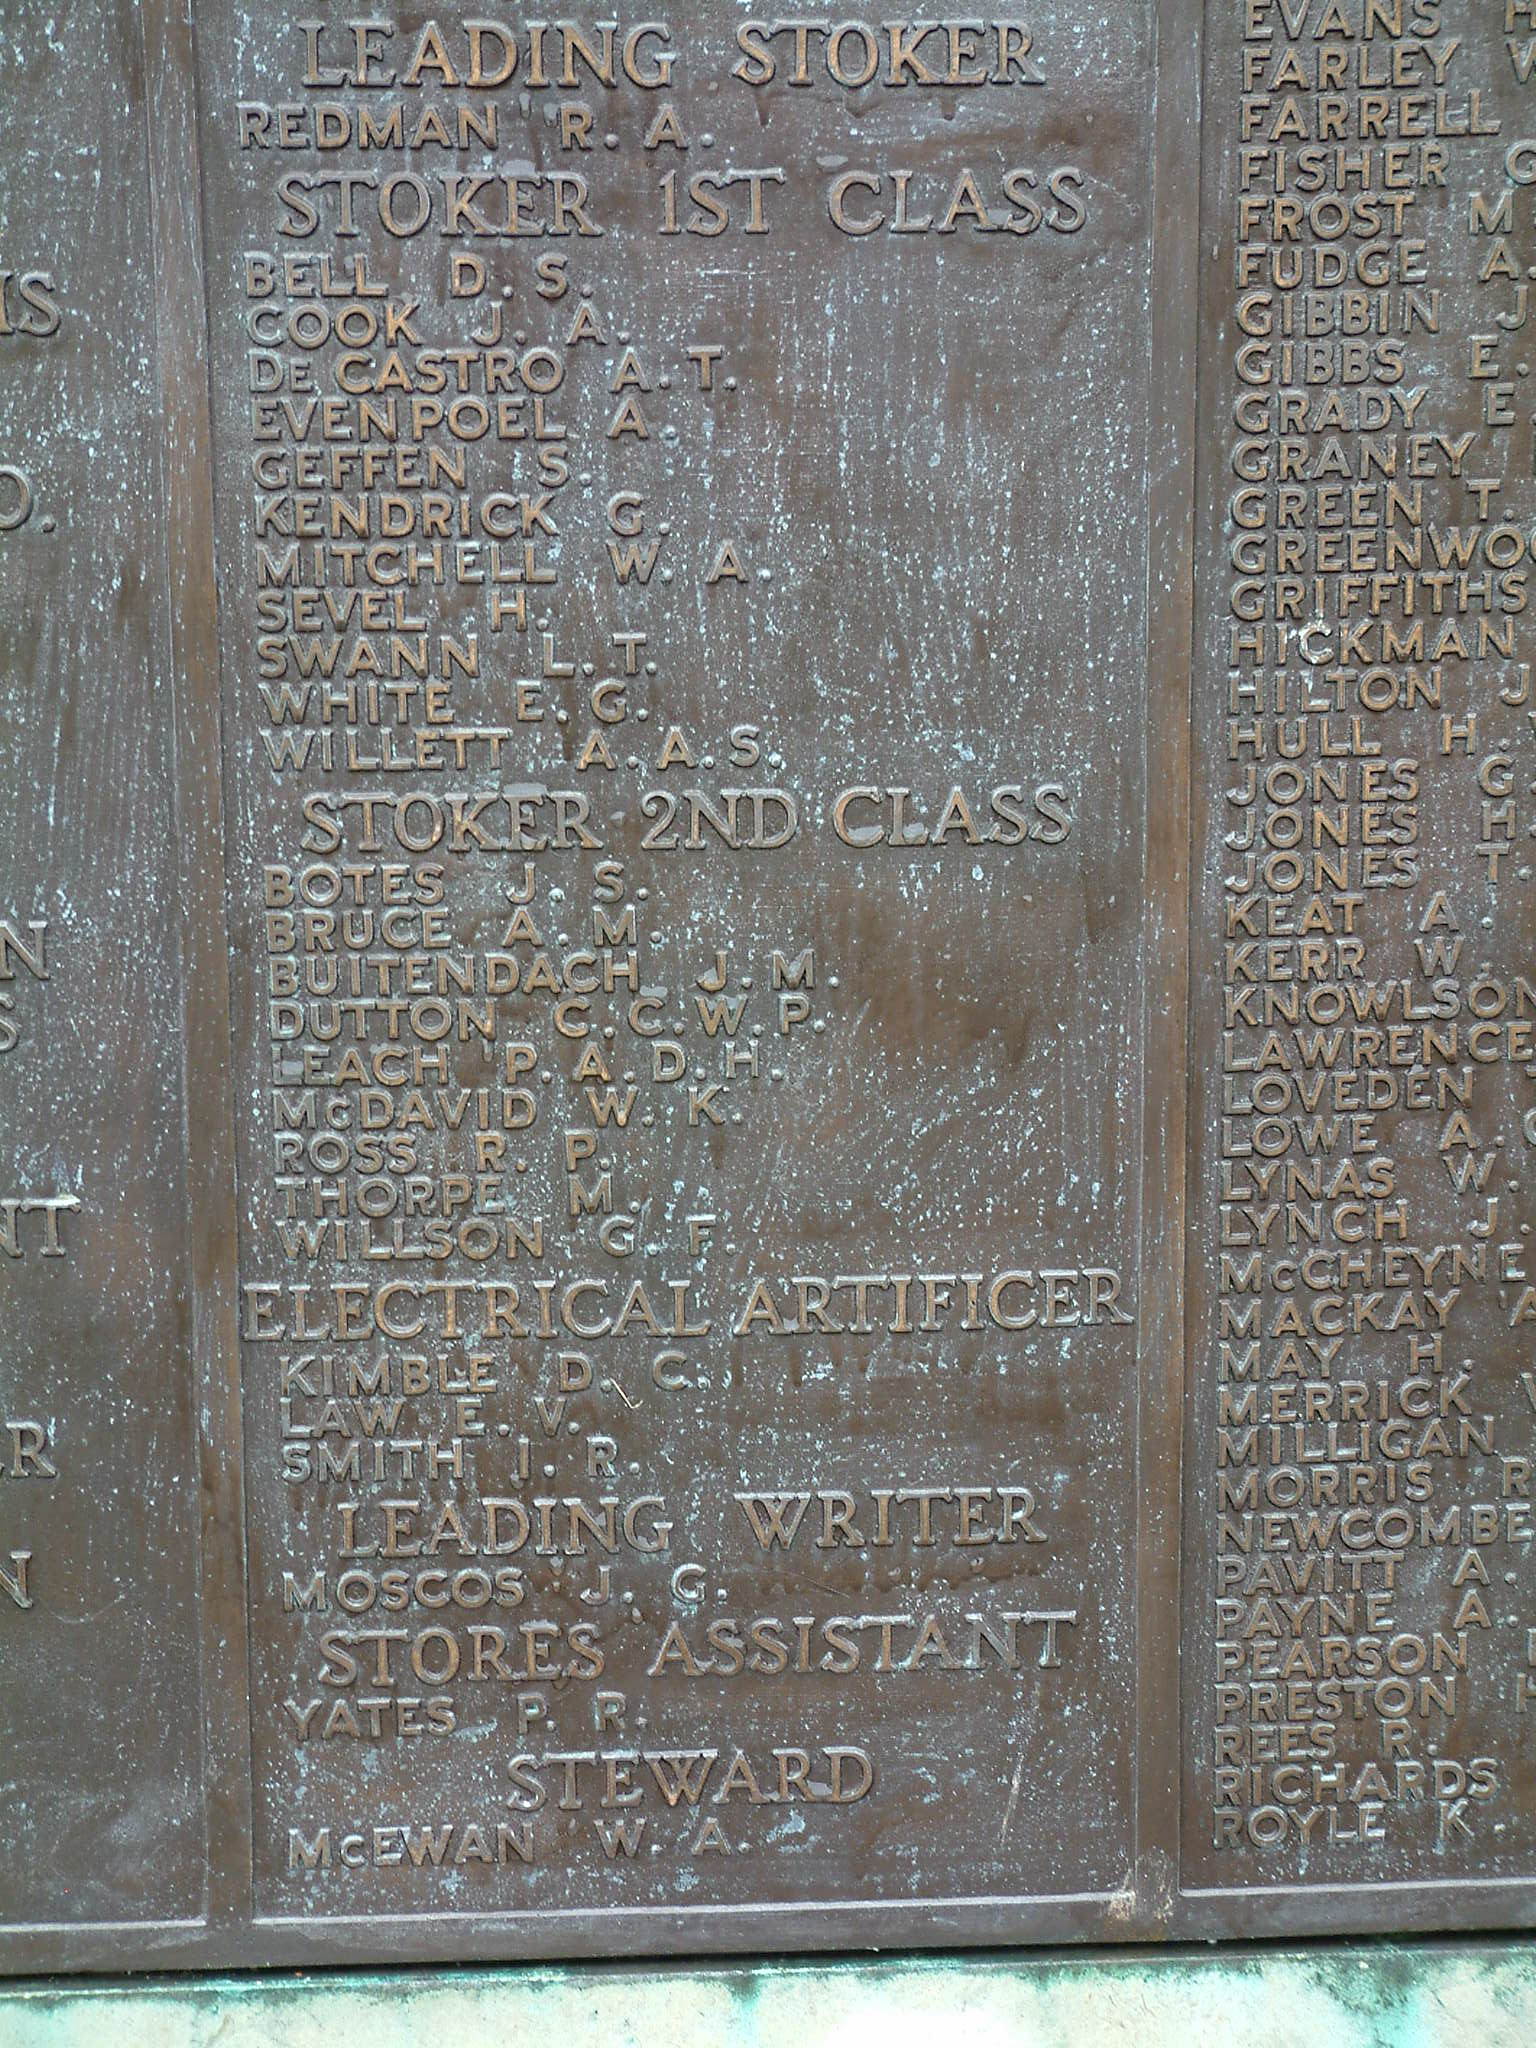 LEADING STOKER
REDMAN R. A.
STOKER 1ST CLASS
BELL D. S.
COOK J. A.
DE CASTRO A. T.
EVENPOEL A.
GEFFEN S.
KENDRICK G.
MITCHELL W. A.
SEVEL H.
SWANN L. T.
WHITE E. G.
WILLETT A. A. S.
STOKER 2ND CLASS
BOTES J. S.
BRUCE A. M.
BUITENDACH J. M.
DUTTON C. C. W. P.
LEACH P. A. D. H.
McDAVID W. K.
ROSS R. P.
THORPE M.
WILLSON G. F.
ELECTRICAL ARTIFICER
KIMBLE D. C.
LAW E. V.
SMITH I. R.
LEADING WRITER
MOSCOS J. G.
STORES ASSISTANT
YATES P. R.
STEWARD
McEWAN W. A.
EVANS
FARLEY
FARRELL
FISHER
FROST M
FUDGE A.
GIBBIN J
GIBBS E.
GRADY E
GRANEY
GREEN T.
GRIFFITHS
HICKMAN
HILTON J
HULL H.
JONES G
JONES H.
JONES T.
KEAT A.
KERR W.
KNOWLSON
LAWRENCE
LOVEDEN
LOWE A.
LYNAS W.
LYNCH J.
McCHEYNE
MACKAY A
MAY H.
MERRICK
MILLIGAN
MORRIS R
NEWCOMBE
PAVITT A.
PAYNE A.
PEARSON
PRESTON H
REES R.
RICHARDS
ROYLE K.